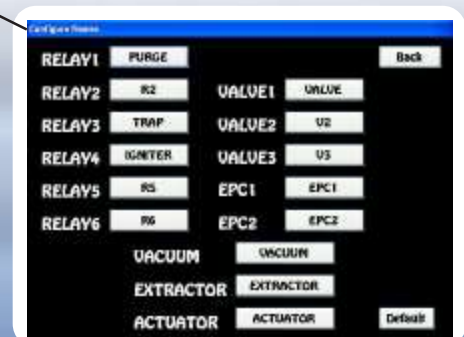 Configure Names
RELAY1 PURGE Back
RELAY2 R2 VALVE1 VALVE
RELAY3 TRAP VALVE2 V2
RELAY4 IGNITER VALVE3 V3
RELAY5 R5 EPC1 EPC1
RELAY6 R6 EPC2 EPC2
VACUUM VACUUM
EXTRACTOR EXTRACTOR
ACTUATOR ACTUATOR Default